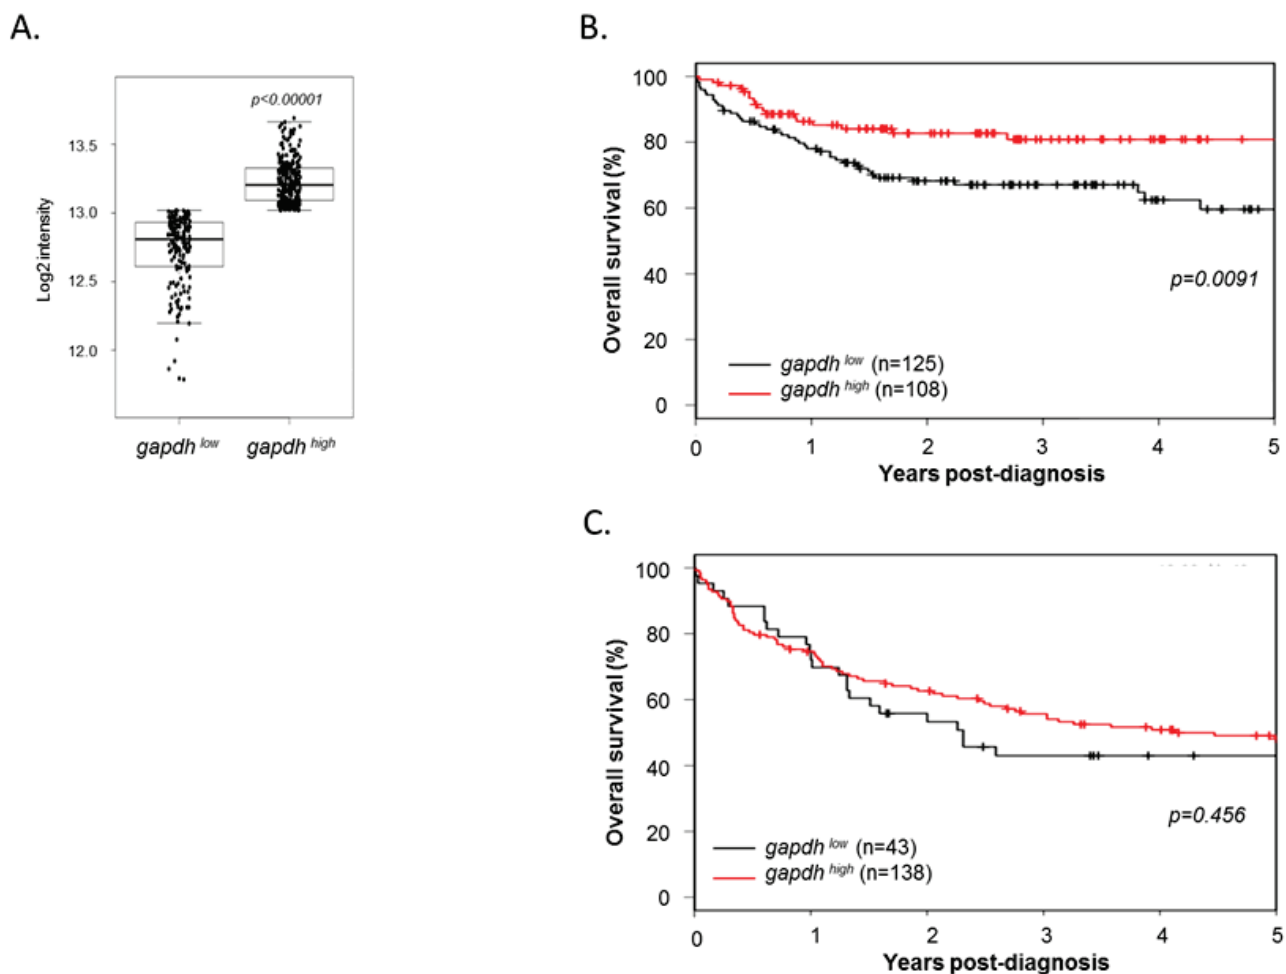 A.
p<0.00001
13.5
13.0
12.5
12.0
Log2 intensity
gapdh low
gapdh high
B.
100
80
60
40
20
0
Overall survival (%)
p=0.0091
gapdh low (n=125)
gapdh high (n=108)
0 1 2 3 4 5
Years post-diagnosis
C.
100
80
60
40
20
0
Overall survival (%)
p=0.456
gapdh low (n=43)
gapdh high (n=138)
0 1 2 3 4 5
Years post-diagnosis